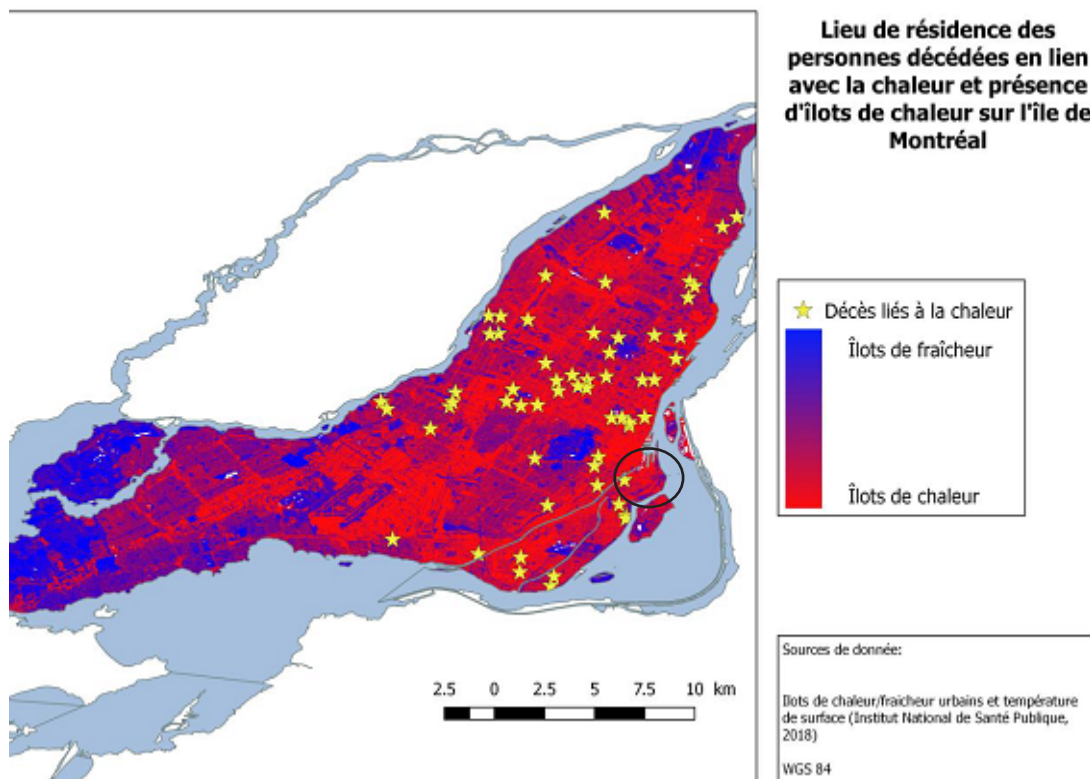 Lieu de résidence des
personnes décédées en lien
avec la chaleur et présence
d'îlots de chaleur sur l'île de
Montréal
Décès liés à la chaleur
Îlots de fraîcheur
Îlots de chaleur
2.5 0 2.5 5 7.5 10 km
Sources de donnée:
Ilots de chaleur/fraicheur urbains et température
de surface (Institut National de Santé Publique,
2018)
WGS 84